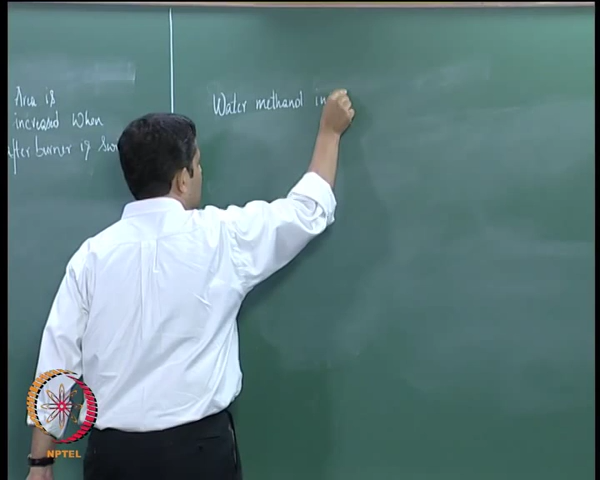 Area is
increased when
after burner is
Water methanol in
NPTEL